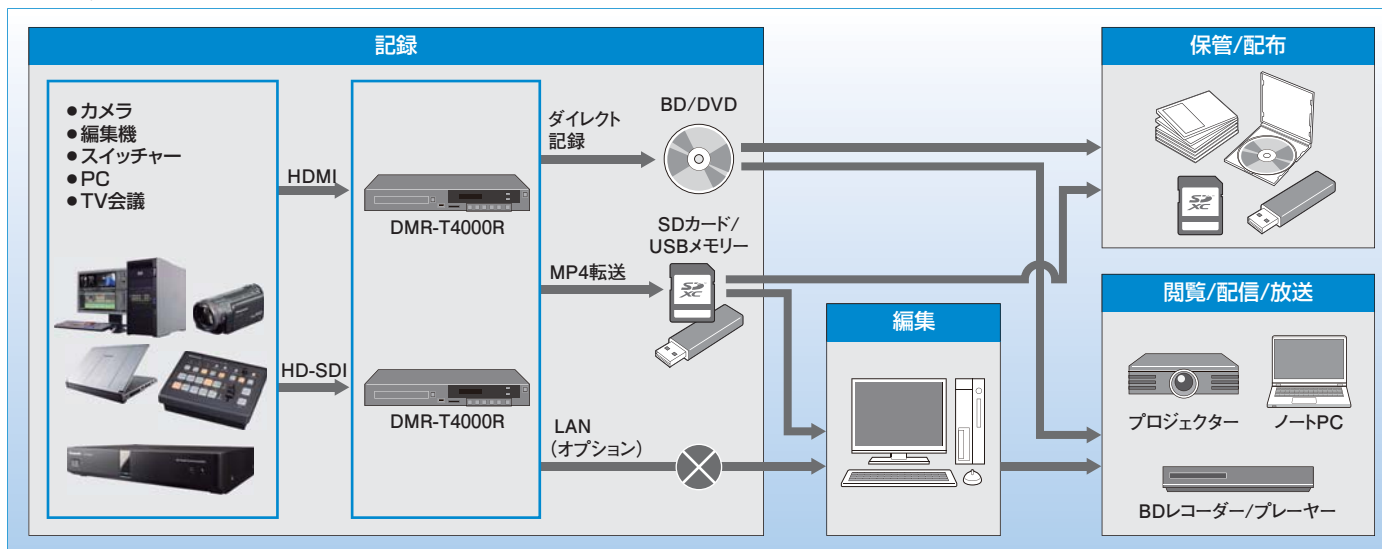 記録
●カメラ
●編集機
●スイッチャー
●PC
●TV会議
HDMI
HD-SDI
DMR-T4000R
DMR-T4000R
ダイレクト
記録
BD/DVD
MP4転送
SDカード/
USBメモリー
SD
XC
LAN
(オプション)
編集
保管/配布
SD
XC
閲覧/配信/放送
プロジェクター
ノートPC
BDレコーダー/プレーヤー